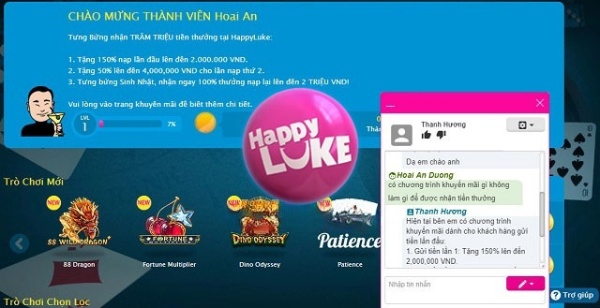 CHÀO MỪNG THÀNH VIÊN Hoai An
Tưng Bừng nhận TRĂM TRIỆU tiền thưởng tại HappyLuke:
1. Tặng 150% nạp lần đầu lên đến 2.000.000 VND.
2. Tặng 50% lên đến 4,000,000 VND cho lần nạp thứ 2.
3. Tưng bừng Sinh Nhật, nhận ngay 100% thưởng nạp lại lên đến 2 TRIỆU VND!
Vui lòng vào trang khuyến mãi để biết thêm chi tiết.
LVL
1
7%
Happy
LUKE
Trò Chơi Mới
NEW
88 WILD DRAGON
88 Dragon
NEW
FORTUNE
Fortune Multiplier
DINO ODYSSEY
Dino Odyssey
NEW
Patience
Patience
Trò Chơi Chọn Lọc
Thanh Hương
Dạ em chào anh
Hoai An Duong
có chương trình khuyến mãi gì không
làm gì để được nhận tiền thưởng
Thanh Hương
Hiện tại bên em có chương trình
khuyến mãi dành cho khách hàng gửi
tiền lần đầu:
1. Gửi tiền lần 1: Tặng 150% lên đến
2,000,000 VND.
Nhập tin nhắn
Trợ giúp